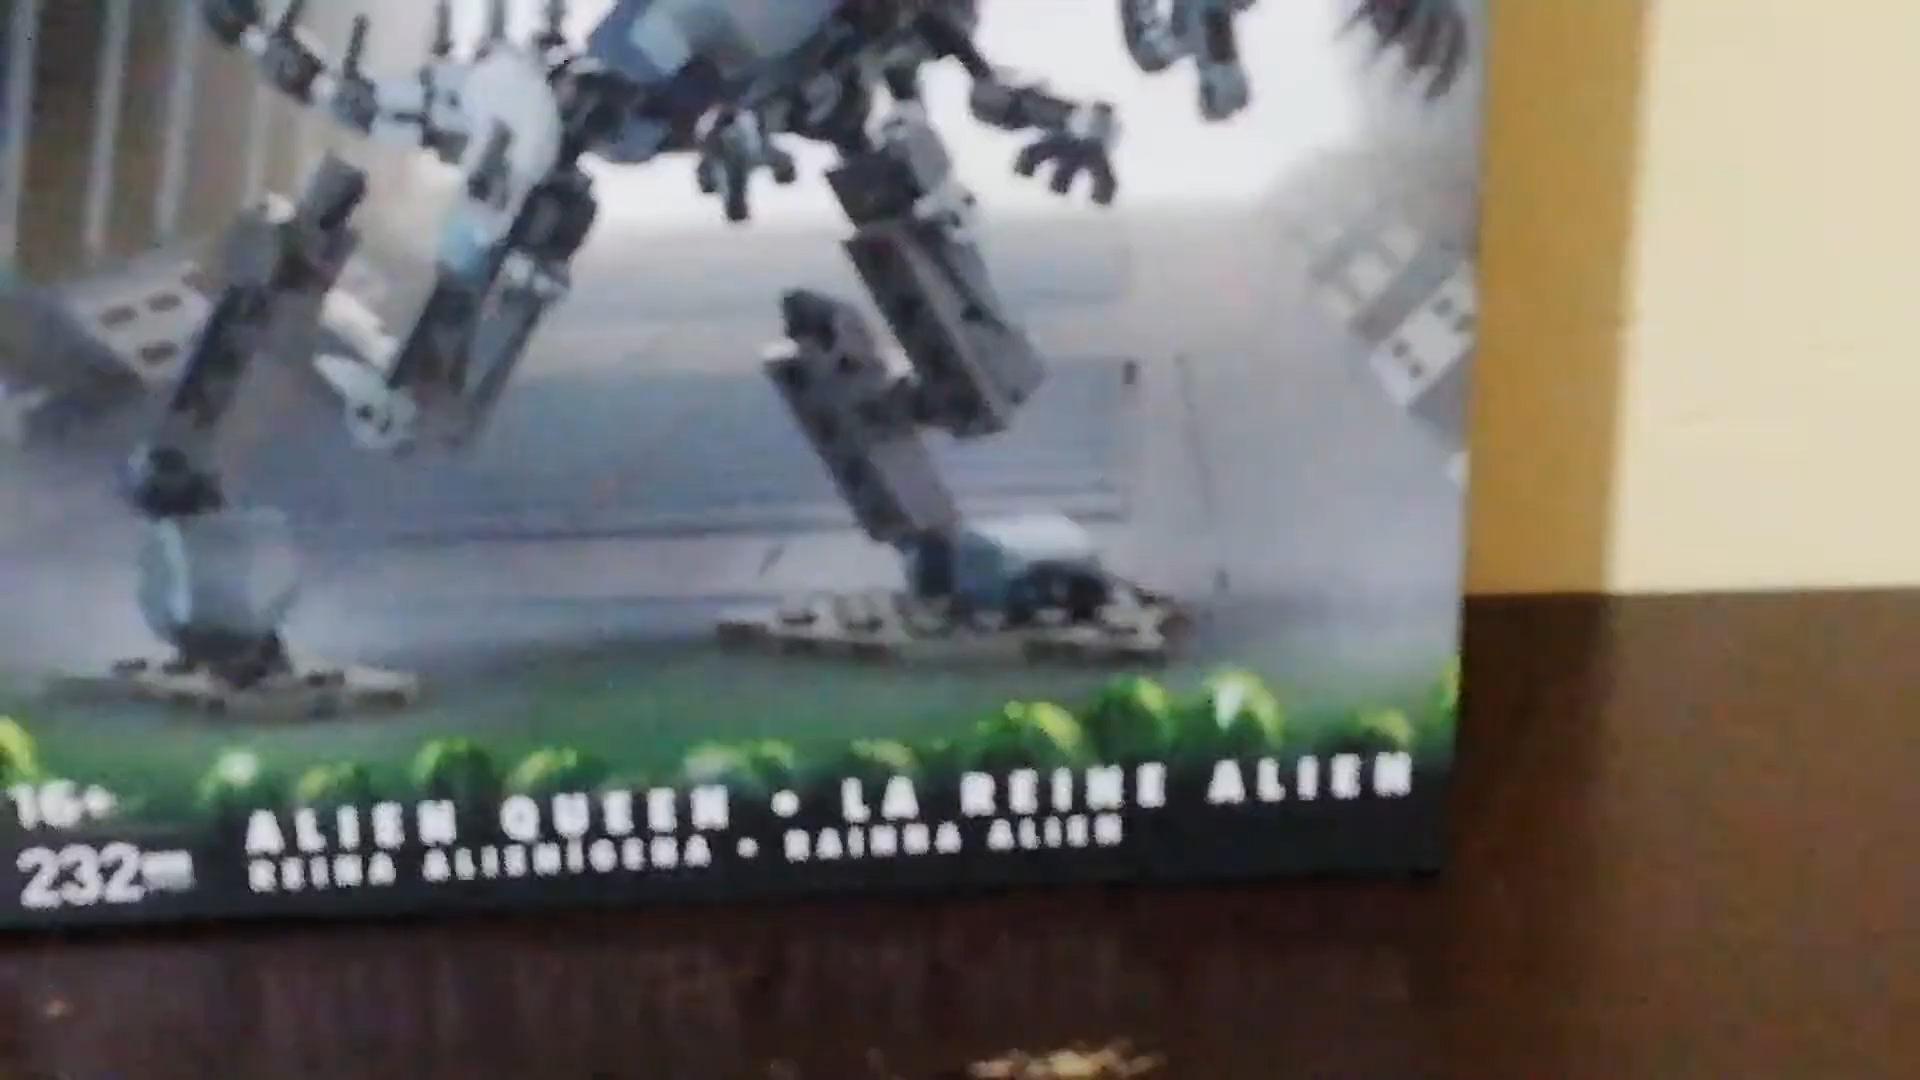 16+
232
ALIEN QUEEN • LA REINE ALIEN
REINA ALIENÍGENA • RAINHA ALIEN